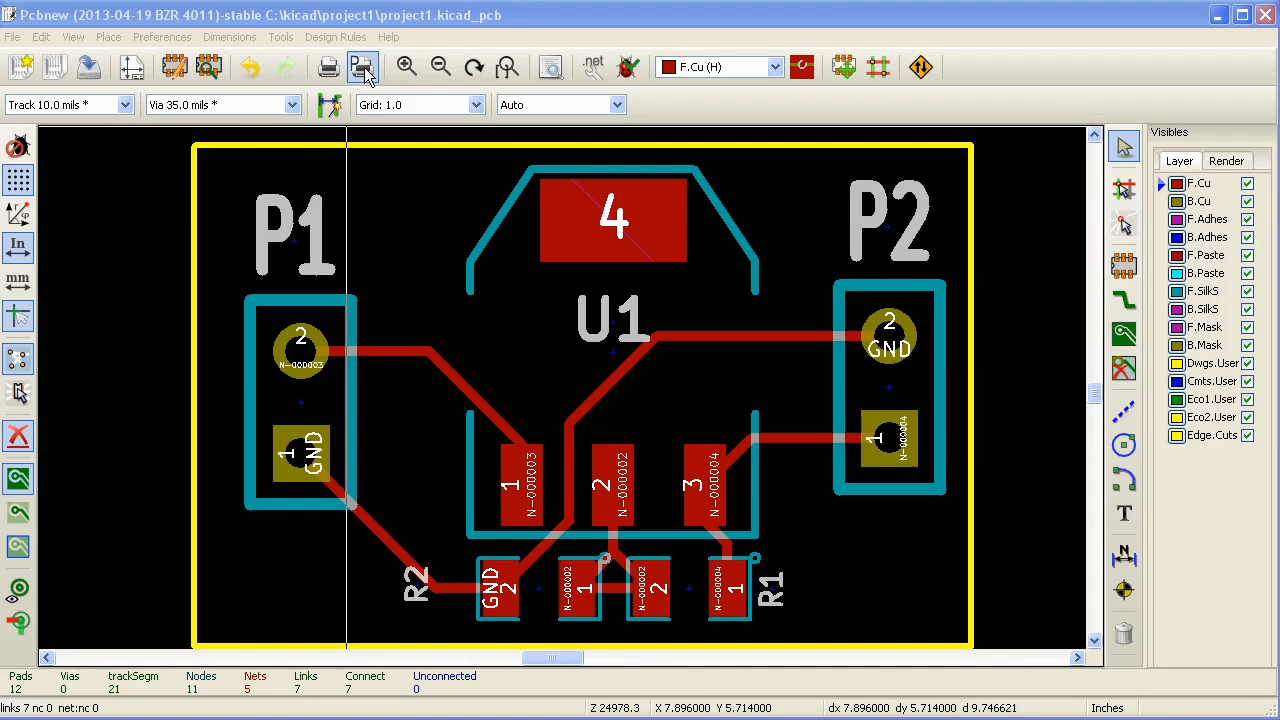 Pcbnew (2013-04-19 BZR 4011)-stable C:\kicad\project1\project1.kicad_pcb
File Edit View Place Preferences Dimensions Tools Design Rules Help
.net F.Cu (H)
Track 10.0 mils * Via 35.0 mils * Grid: 1.0 Auto
Visibles
Layer Render
F.Cu
B.Cu
F.Adhes
B.Adhes
F.Paste
B.Paste
F.SilkS
B.SilkS
F.Mask
B.Mask
Dwgs.User
Cmts.User
Eco1.User
Eco2.User
Edge.Cuts
In
mm
P1
4
P2
U1
2
N-000003
2
GND
1
GND
1
N-000004
1
N-000003
2
N-000002
3
N-000004
R2
GND
2
N-000002
1
N-000002
2
N-000004
1
R1
T
N
Pads Vias trackSegm Nodes Nets Links Connect Unconnected
12 0 21 11 5 7 7 0
links 7 nc 0 net:nc 0 Z 24978.3 X 7.896000 Y 5.714000 dx 7.896000 dy 5.714000 d 9.746621 Inches